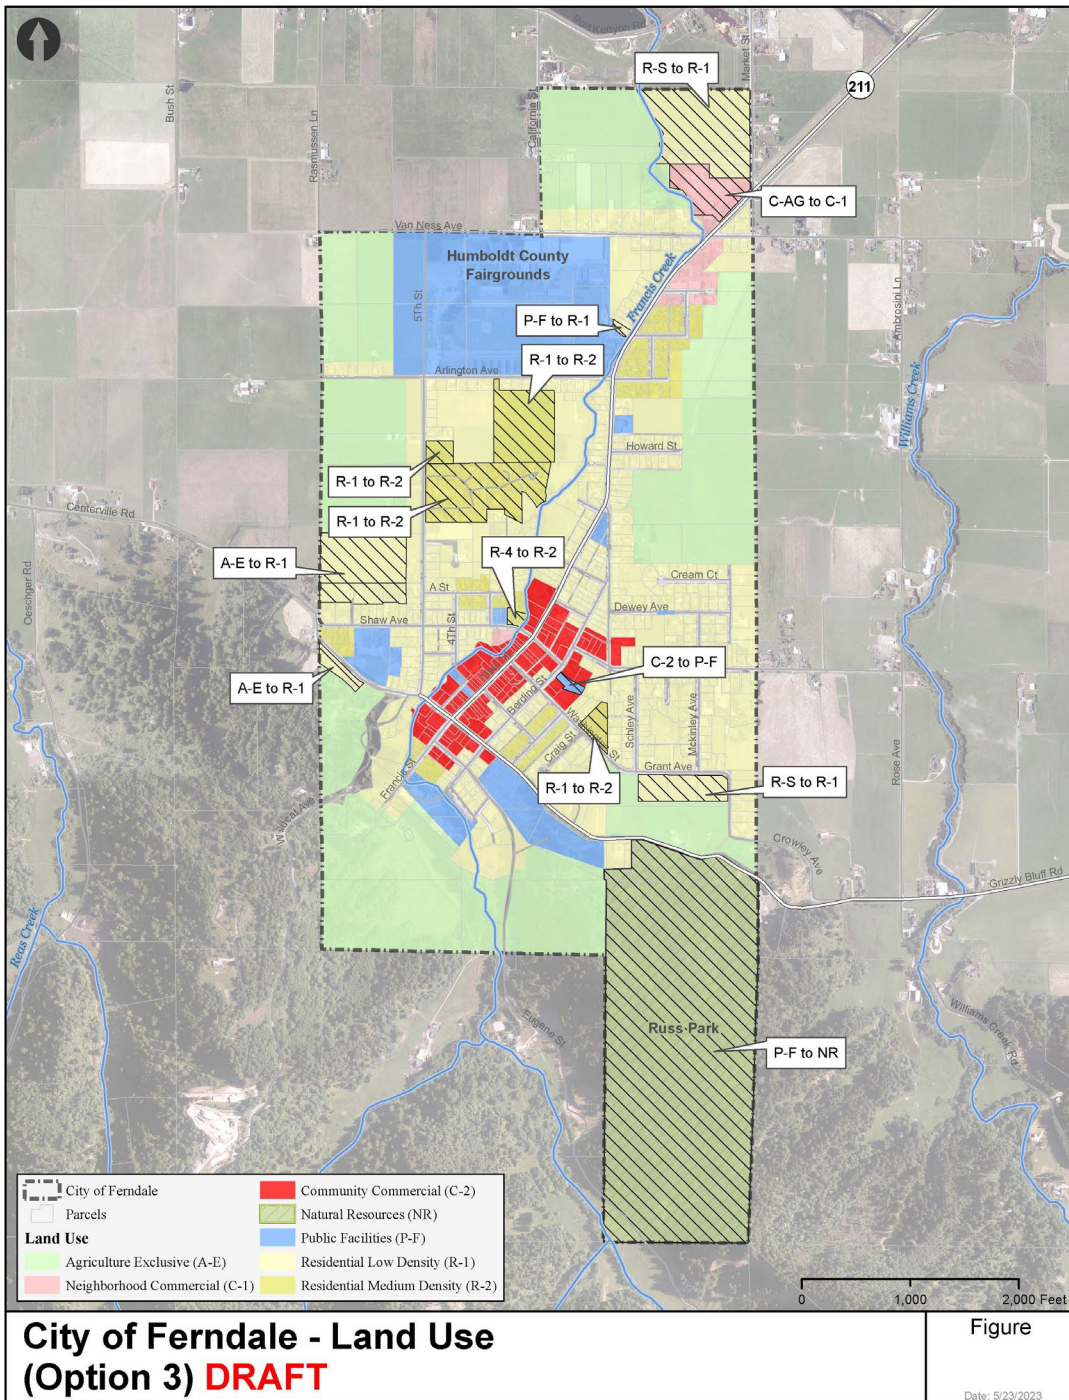 Port Kenyon Rd
Market St
R-S to R-1
211
Bush St
Rasmussen Ln
California St
C-AG to C-1
Van Ness Ave
Humboldt County
Fairgrounds
Francis Creek
5Th St
Ambrosini Ln
P-F to R-1
R-1 to R-2
Arlington Ave
Williams Creek
Howard St
R-1 to R-2
Centerville Rd
R-1 to R-2
A-E to R-1
R-4 to R-2
Oeschger Rd
Cream Ct
A St
Dewey Ave
Shaw Ave
4Th St
C-2 to P-F
A-E to R-1
Berding St
Washington St
Schley Ave
Mckinley Ave
Rose Ave
Craig St
Grant Ave
Francis St
R-1 to R-2
R-S to R-1
Wildcat Ave
Crowley Ave
Grizzly Bluff Rd
Reas Creek
Eugene St
Russ Park
Williams Creek Rd
P-F to NR
City of Ferndale
Parcels
Land Use
Agriculture Exclusive (A-E)
Neighborhood Commercial (C-1)
Community Commercial (C-2)
Natural Resources (NR)
Public Facilities (P-F)
Residential Low Density (R-1)
Residential Medium Density (R-2)
0 1,000 2,000 Feet
City of Ferndale - Land Use
(Option 3) DRAFT
Figure
Date: 5/23/2023